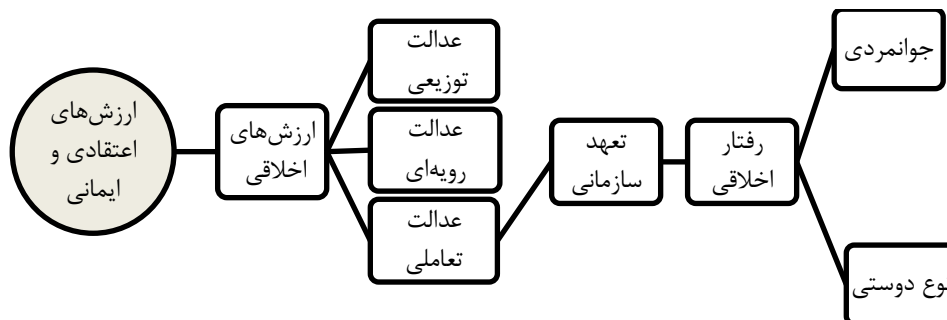 ارزش‌های
اعتقادی و
ایمانی
ارزش‌های
اخلاقی
عدالت
توزیعی
عدالت
رویه‌ای
عدالت
تعاملی
تعهد
سازمانی
رفتار
اخلاقی
جوانمردی
دوستی